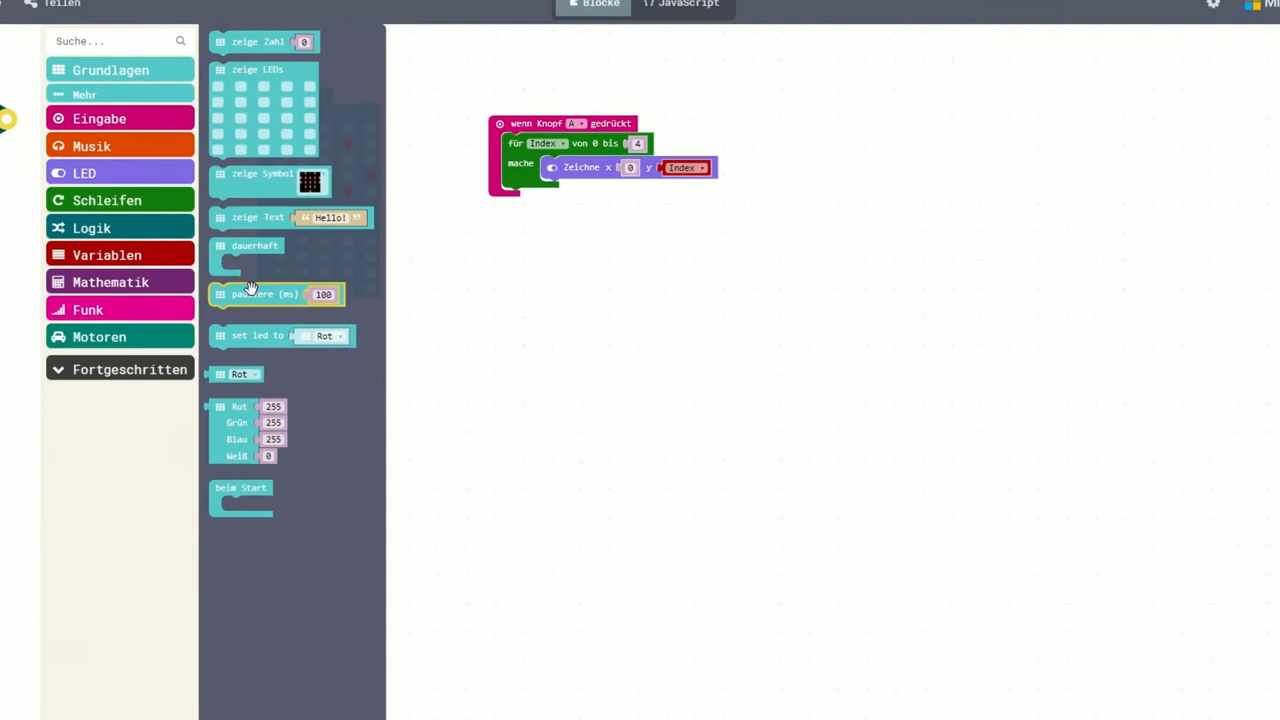 Teilen
Blöcke
JavaScript
Suche...
Grundlagen
Mehr
Eingabe
Musik
LED
Schleifen
Logik
Variablen
Mathematik
Funk
Motoren
Fortgeschritten
zeige Zahl 0
zeige LEDs
zeige Symbol
zeige Text " Hello! "
dauerhaft
(ms) 100
set led to Rot
Rot
Rot 255
Grün 255
Blau 255
Weiß 0
beim Start
wenn Knopf A gedrückt
für Index von 0 bis 4
mache Zeichne x 0 y Index